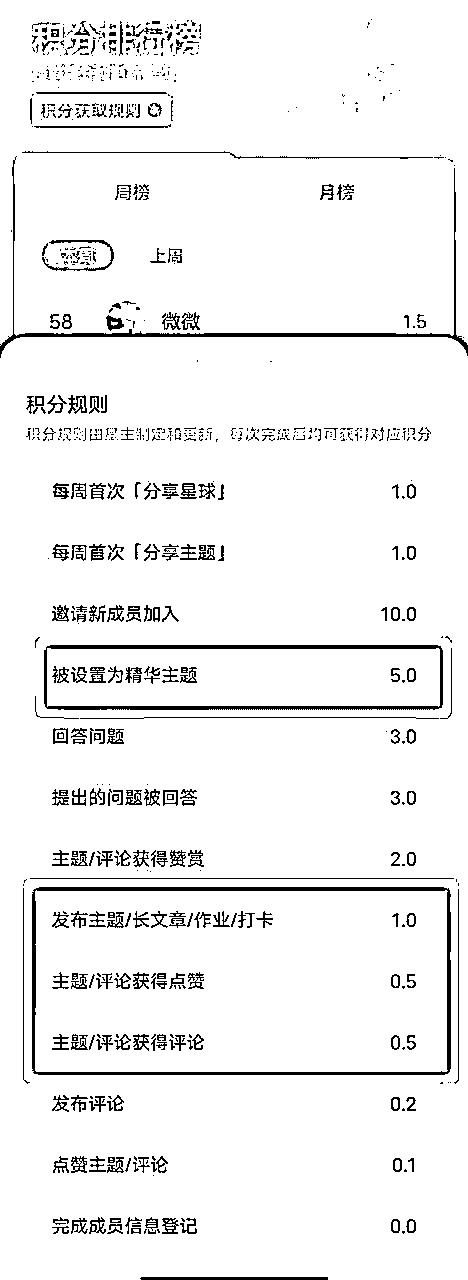 积分排行榜
积分获取规则
周榜 月榜
本周 上周
58 微微 1.5
积分规则
积分规则由星主制定和更新，每次完成后均可获得对应积分
每周首次「分享星球」 1.0
每周首次「分享主题」 1.0
邀请新成员加入 10.0
被设置为精华主题 5.0
回答问题 3.0
提出的问题被回答 3.0
主题/评论获得赞赏 2.0
发布主题/长文章/作业/打卡 1.0
主题/评论获得点赞 0.5
主题/评论获得评论 0.5
发布评论 0.2
点赞主题/评论 0.1
完成成员信息登记 0.0